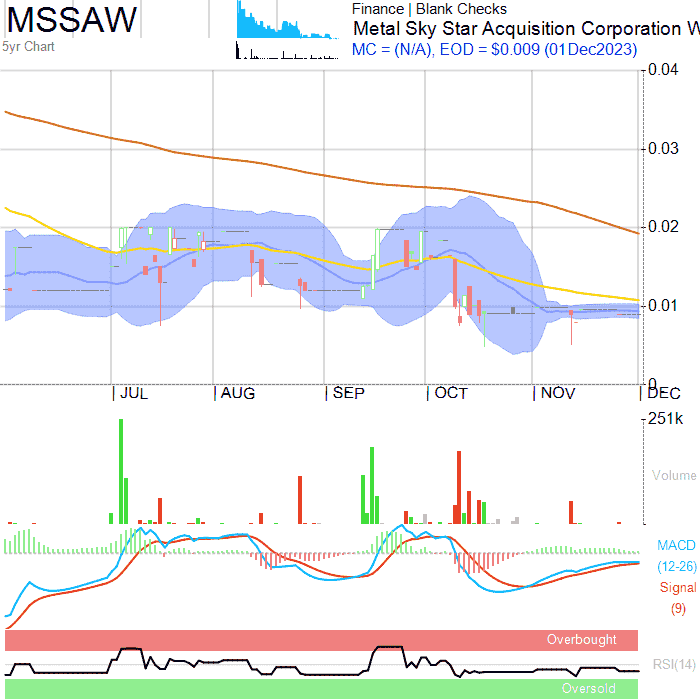 MSSAW
5yr Chart
Finance | Blank Checks
Metal Sky Star Acquisition Corporation W
MC = (N/A), EOD = $0.009 (01Dec2023)
0.04
0.03
0.02
0.01
0
JUL AUG SEP OCT NOV DEC
251k
Volume
MACD
(12-26)
Signal
(9)
Overbought
RSI(14)
Oversold